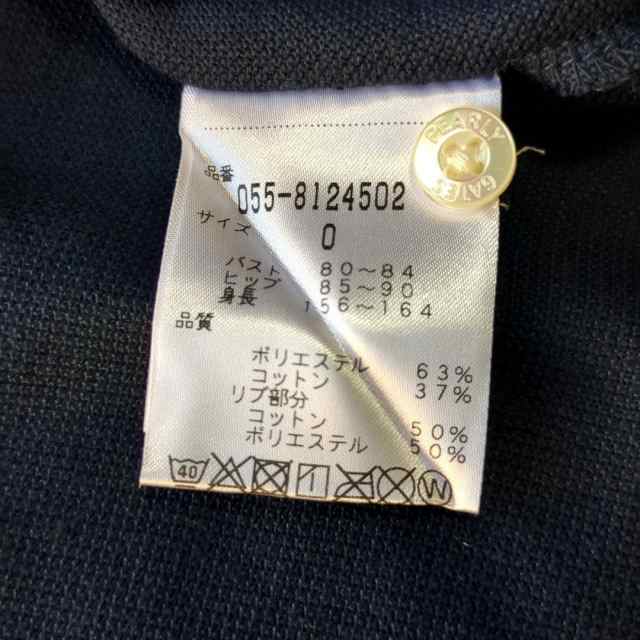 PEARLY GATES
品番
055-8124502
サイズ 0
バスト 80～84
ヒップ 85～90
身長 156～164
品質
ポリエステル 63%
コットン 37%
リブ部分
コットン 50%
ポリエステル 50%
40 W